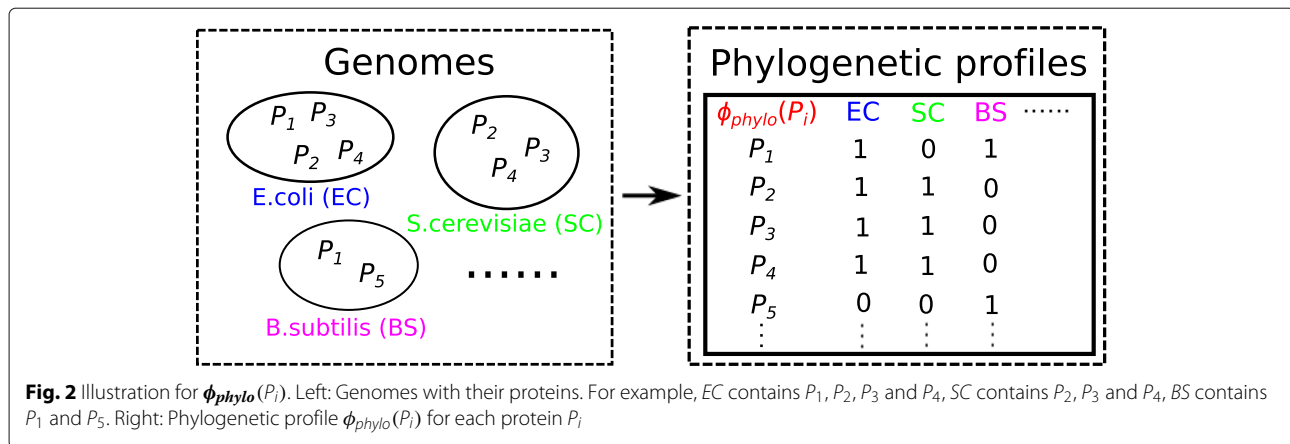 Genomes
P1 P3
P2 P4
E.coli (EC)
P2
P3
P4
S.cerevisiae (SC)
P1
P5
B.subtilis (BS)
......
Phylogenetic profiles
ϕphylo(Pi) EC SC BS ······
P1 1 0 1
P2 1 1 0
P3 1 1 0
P4 1 1 0
P5 0 0 1
⋮ ⋮ ⋮ ⋮
Fig. 2 Illustration for ϕphylo(Pi). Left: Genomes with their proteins. For example, EC contains P1, P2, P3 and P4, SC contains P2, P3 and P4, BS contains
P1 and P5. Right: Phylogenetic profile ϕphylo(Pi) for each protein Pi